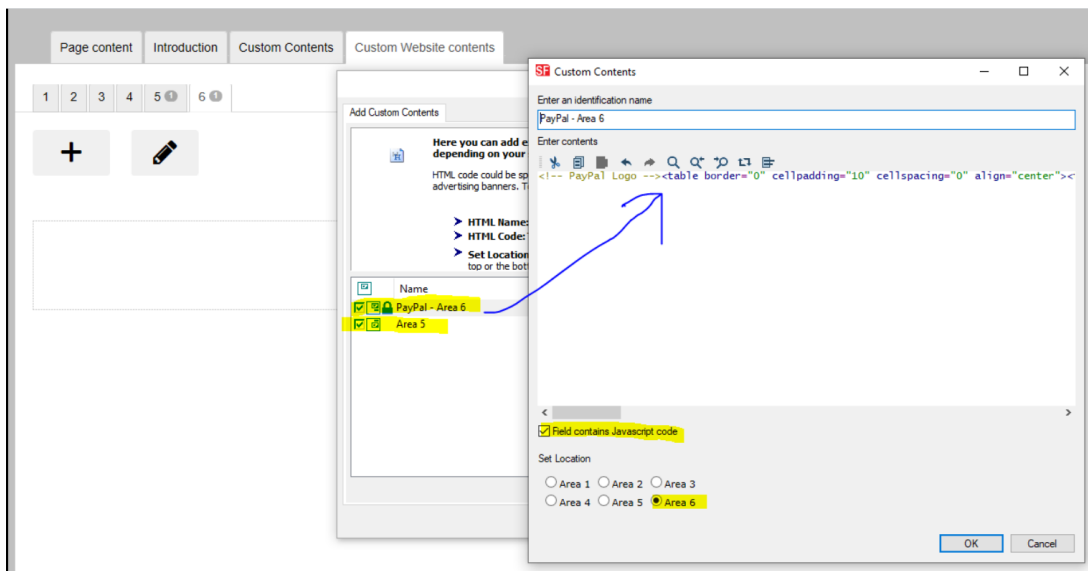 Page content
Introduction
Custom Contents
Custom Website contents
1
2
3
4
5 1
6 1
Add Custom Contents
Here you can add e
depending on your
HTML code could be sp
advertising banners. T
HTML Name:
HTML Code:
Set Location
top or the bot
Name
PayPal - Area 6
Area 5
SF Custom Contents
Enter an identification name
PayPal - Area 6
Enter contents
<!-- PayPal Logo --><table border="0" cellpadding="10" cellspacing="0" align="center"><
Field contains Javascript code
Set Location
Area 1 Area 2 Area 3
Area 4 Area 5 Area 6
OK
Cancel